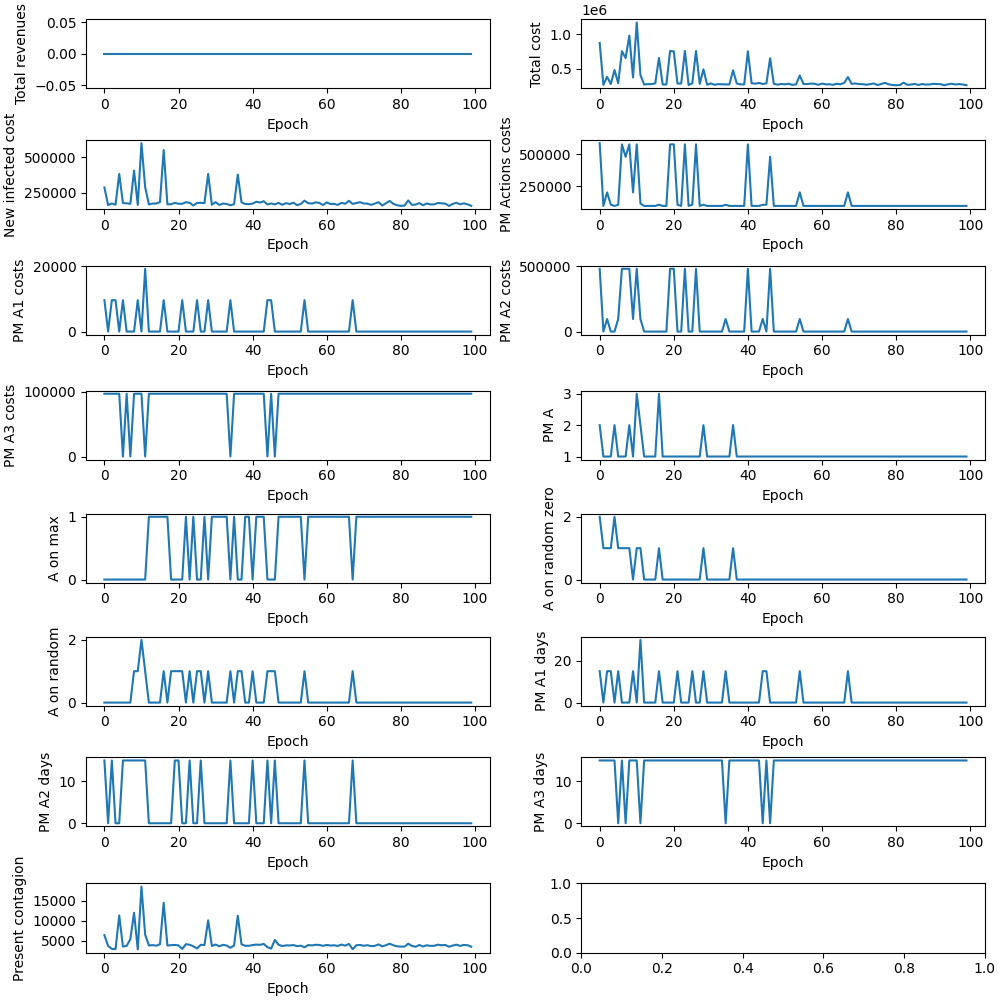 Total revenues
0.05
0.00
−0.05
0 20 40 60 80 100
Epoch
Total cost
1e6
1.0
0.5
0 20 40 60 80 100
Epoch
New infected cost
500000
250000
0 20 40 60 80 100
Epoch
PM Actions costs
500000
250000
0 20 40 60 80 100
Epoch
PM A1 costs
20000
0
0 20 40 60 80 100
Epoch
PM A2 costs
500000
0
0 20 40 60 80 100
Epoch
PM A3 costs
100000
0
0 20 40 60 80 100
Epoch
PM A
3
2
1
0 20 40 60 80 100
Epoch
A on max
1
0
0 20 40 60 80 100
Epoch
A on random zero
2
0
0 20 40 60 80 100
Epoch
A on random
2
0
0 20 40 60 80 100
Epoch
PM A1 days
20
0
0 20 40 60 80 100
Epoch
PM A2 days
10
0
0 20 40 60 80 100
Epoch
PM A3 days
10
0
0 20 40 60 80 100
Epoch
Present contagion
15000
10000
5000
0 20 40 60 80 100
Epoch
1.0
0.5
0.0
0.0 0.2 0.4 0.6 0.8 1.0